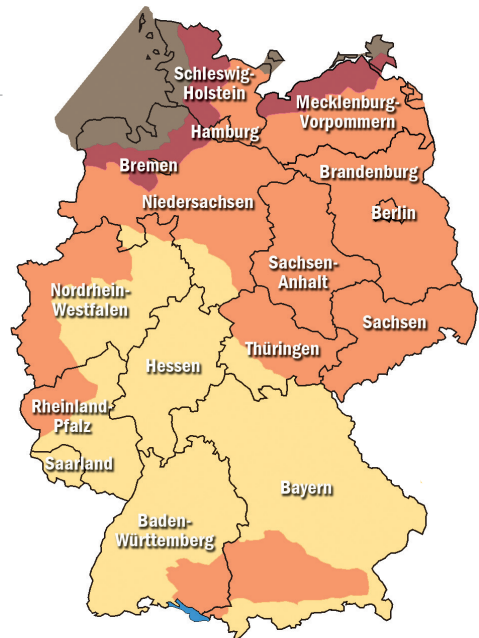 Schleswig-
Holstein
Mecklenburg-
Vorpommern
Hamburg
Bremen
Brandenburg
Niedersachsen
Berlin
Sachsen-
Anhalt
Nordrhein-
Westfalen
Sachsen
Thüringen
Hessen
Rheinland-
Pfalz
Saarland
Bayern
Baden-
Württemberg